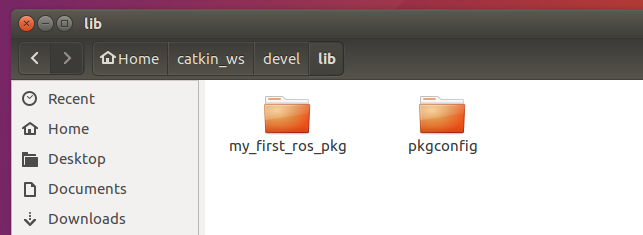 lib
Home catkin_ws devel lib
Recent
Home
Desktop
Documents
Downloads
my_first_ros_pkg
pkgconfig